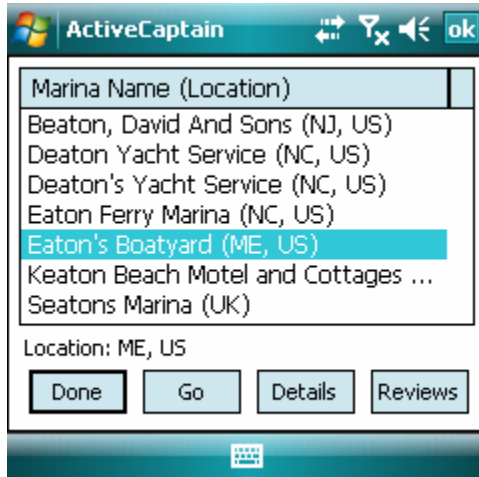 ActiveCaptain ok
Marina Name (Location)
Beaton, David And Sons (NJ, US)
Deaton Yacht Service (NC, US)
Deaton's Yacht Service (NC, US)
Eaton Ferry Marina (NC, US)
Eaton's Boatyard (ME, US)
Keaton Beach Motel and Cottages ...
Seatons Marina (UK)
Location: ME, US
Done Go Details Reviews